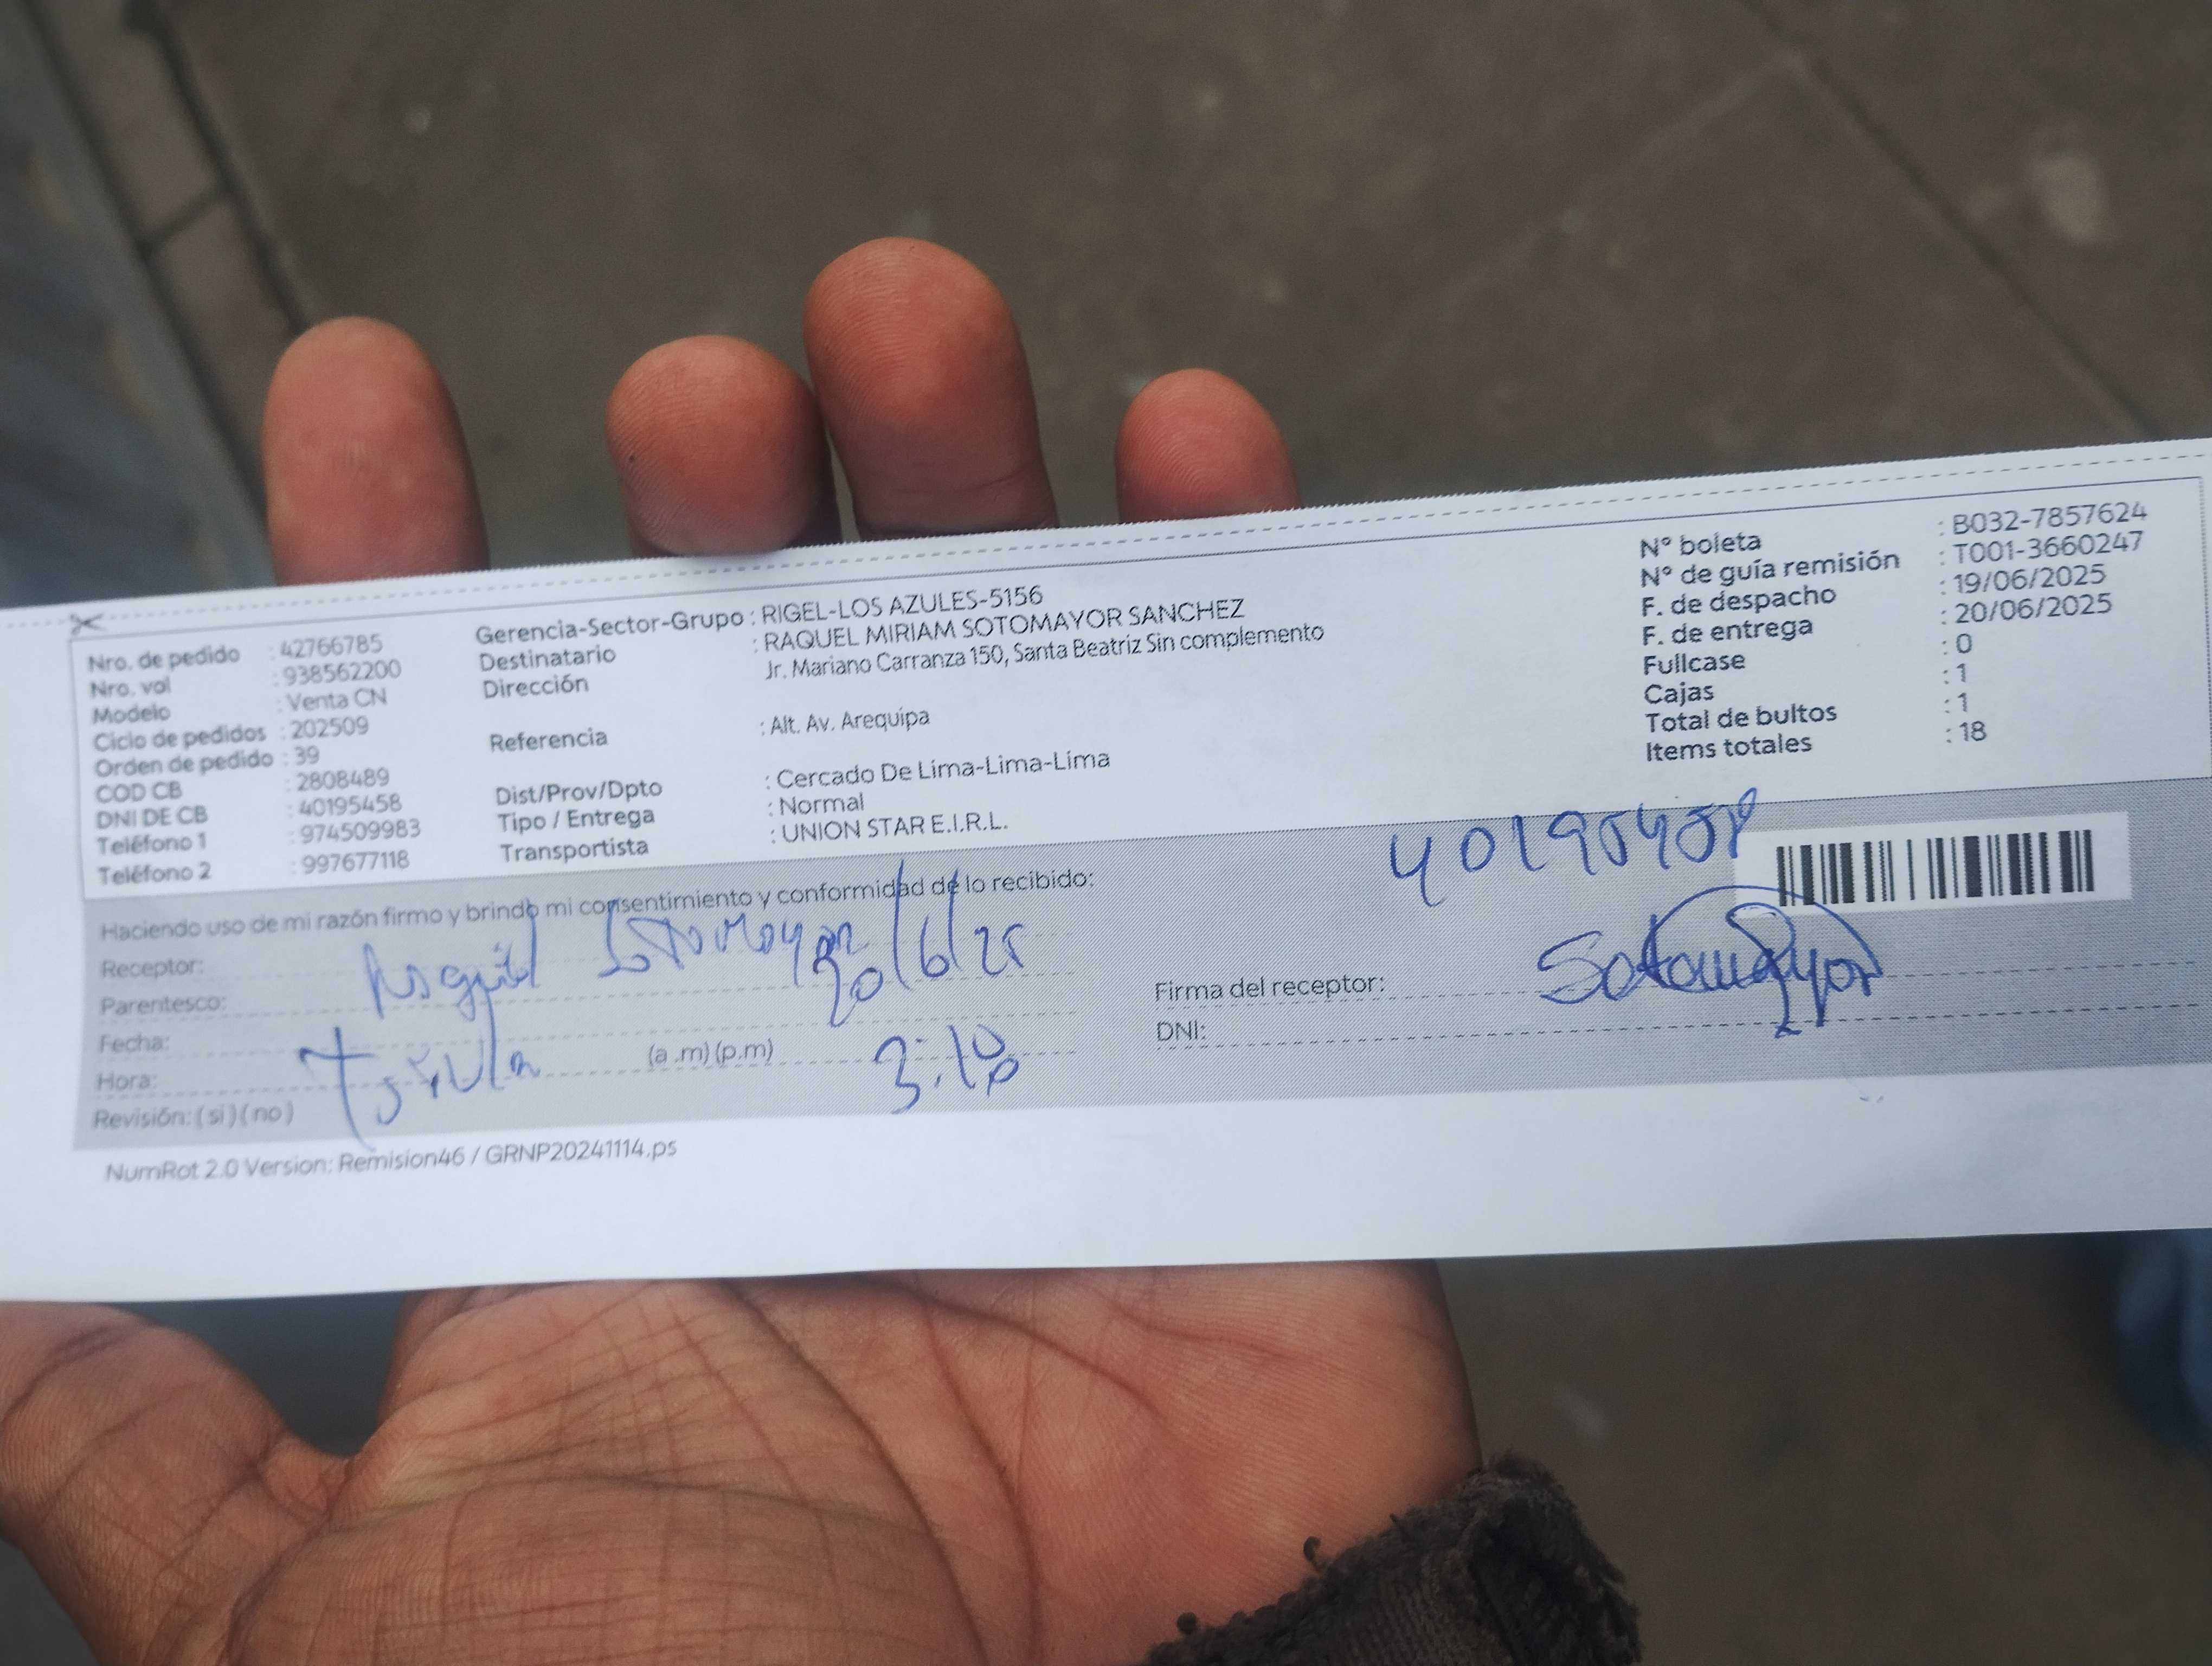 Nro. de pedido : 42766785
Nro. vol : 938562200
Modelo : Venta CN
Ciclo de pedidos : 202509
Orden de pedido : 39
COD CB : 2808489
DNI DE CB : 40195458
Teléfono 1 : 974509983
Teléfono 2 : 997677118
Gerencia-Sector-Grupo : RIGEL-LOS AZULES-5156
Destinatario : RAQUEL MIRIAM SOTOMAYOR SANCHEZ
Dirección Jr. Mariano Carranza 150, Santa Beatriz Sin complemento
Referencia : Alt. Av. Arequipa
Dist/Prov/Dpto : Cercado De Lima-Lima-Lima
Tipo / Entrega : Normal
Transportista : UNION STAR E.I.R.L.
N° boleta : B032-7857624
N° de guía remisión : T001-3660247
F. de despacho : 19/06/2025
F. de entrega : 20/06/2025
Fullcase : 0
Cajas : 1
Total de bultos : 1
Items totales : 18
Haciendo uso de mi razón firmo y brindo mi consentimiento y conformidad de lo recibido:
40195458
Receptor: Sotomayor
Parentesco: 20/6/25
Fecha:
Hora: Titula (a .m) (p.m) 3:10
Revisión: ( si ) ( no )
Firma del receptor: Sotomayor
DNI:
NumRot 2.0 Version: Remision46 / GRNP20241114.ps